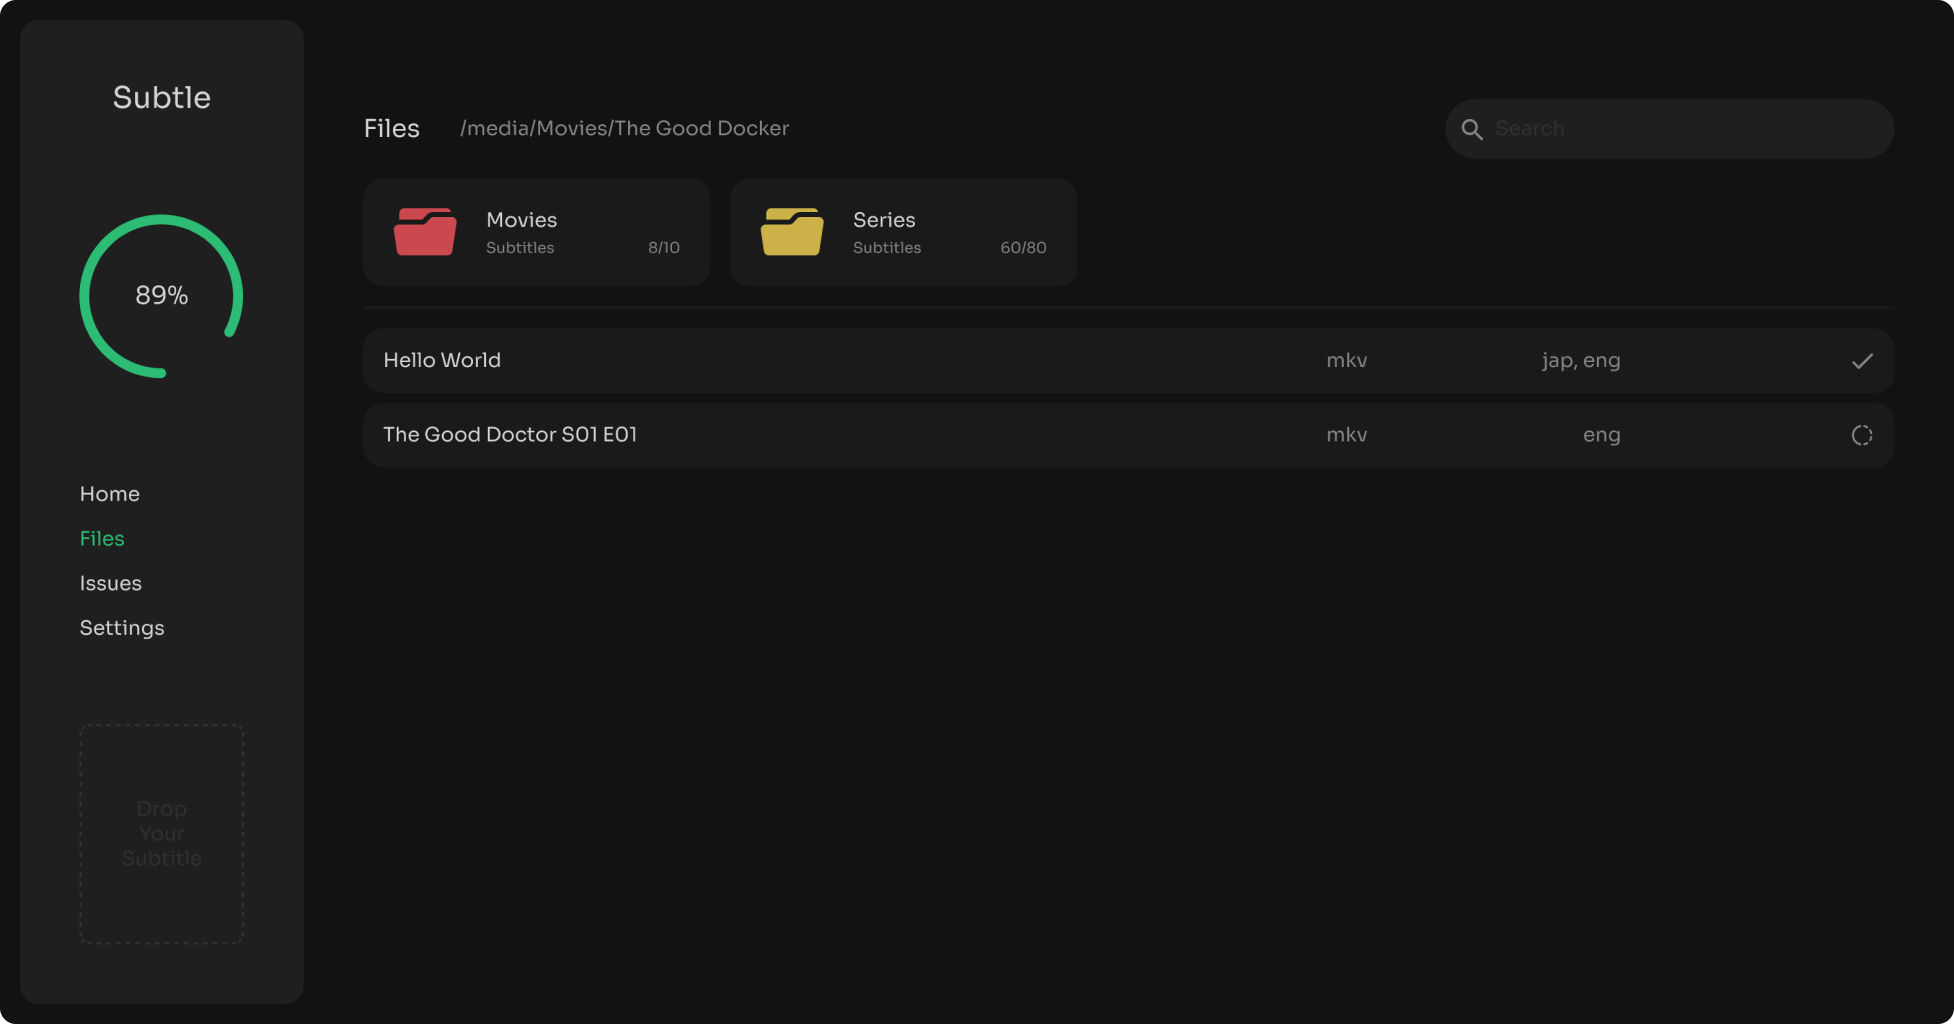 Subtle
89%
Home
Files
Issues
Settings
Drop
Your
Subtitle
Files /media/Movies/The Good Docker
Search
Movies
Subtitles 8/10
Series
Subtitles 60/80
Hello World mkv jap, eng
The Good Doctor S01 E01 mkv eng